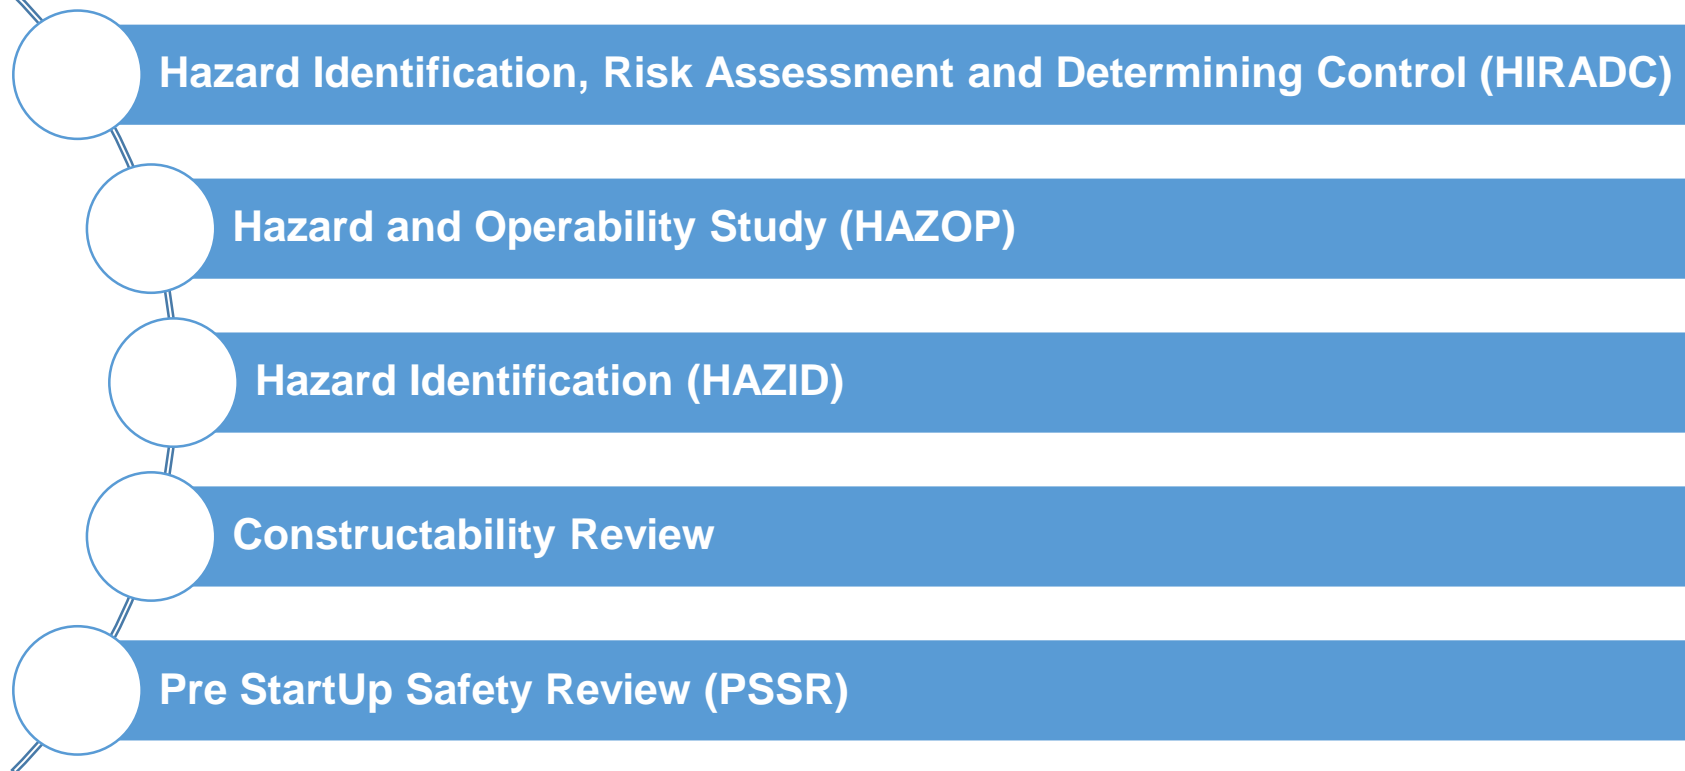 Hazard Identification, Risk Assessment and Determining Control (HIRADC)
Hazard and Operability Study (HAZOP)
Hazard Identification (HAZID)
Constructability Review
Pre StartUp Safety Review (PSSR)